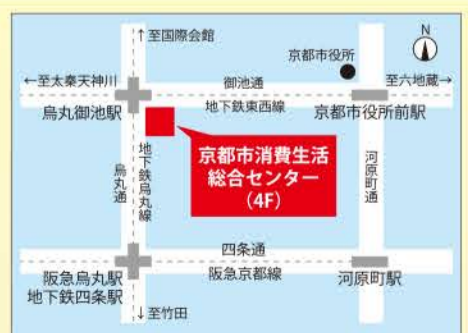 ↑至国際会館
N
京都市役所
←至太秦天神川
御池通
至六地蔵→
烏丸御池駅
地下鉄東西線
京都市役所前駅
京都市消費生活
総合センター
(4F)
烏丸通
地下鉄烏丸線
河原町通
四条通
阪急烏丸駅
地下鉄四条駅
阪急京都線
河原町駅
↓至竹田